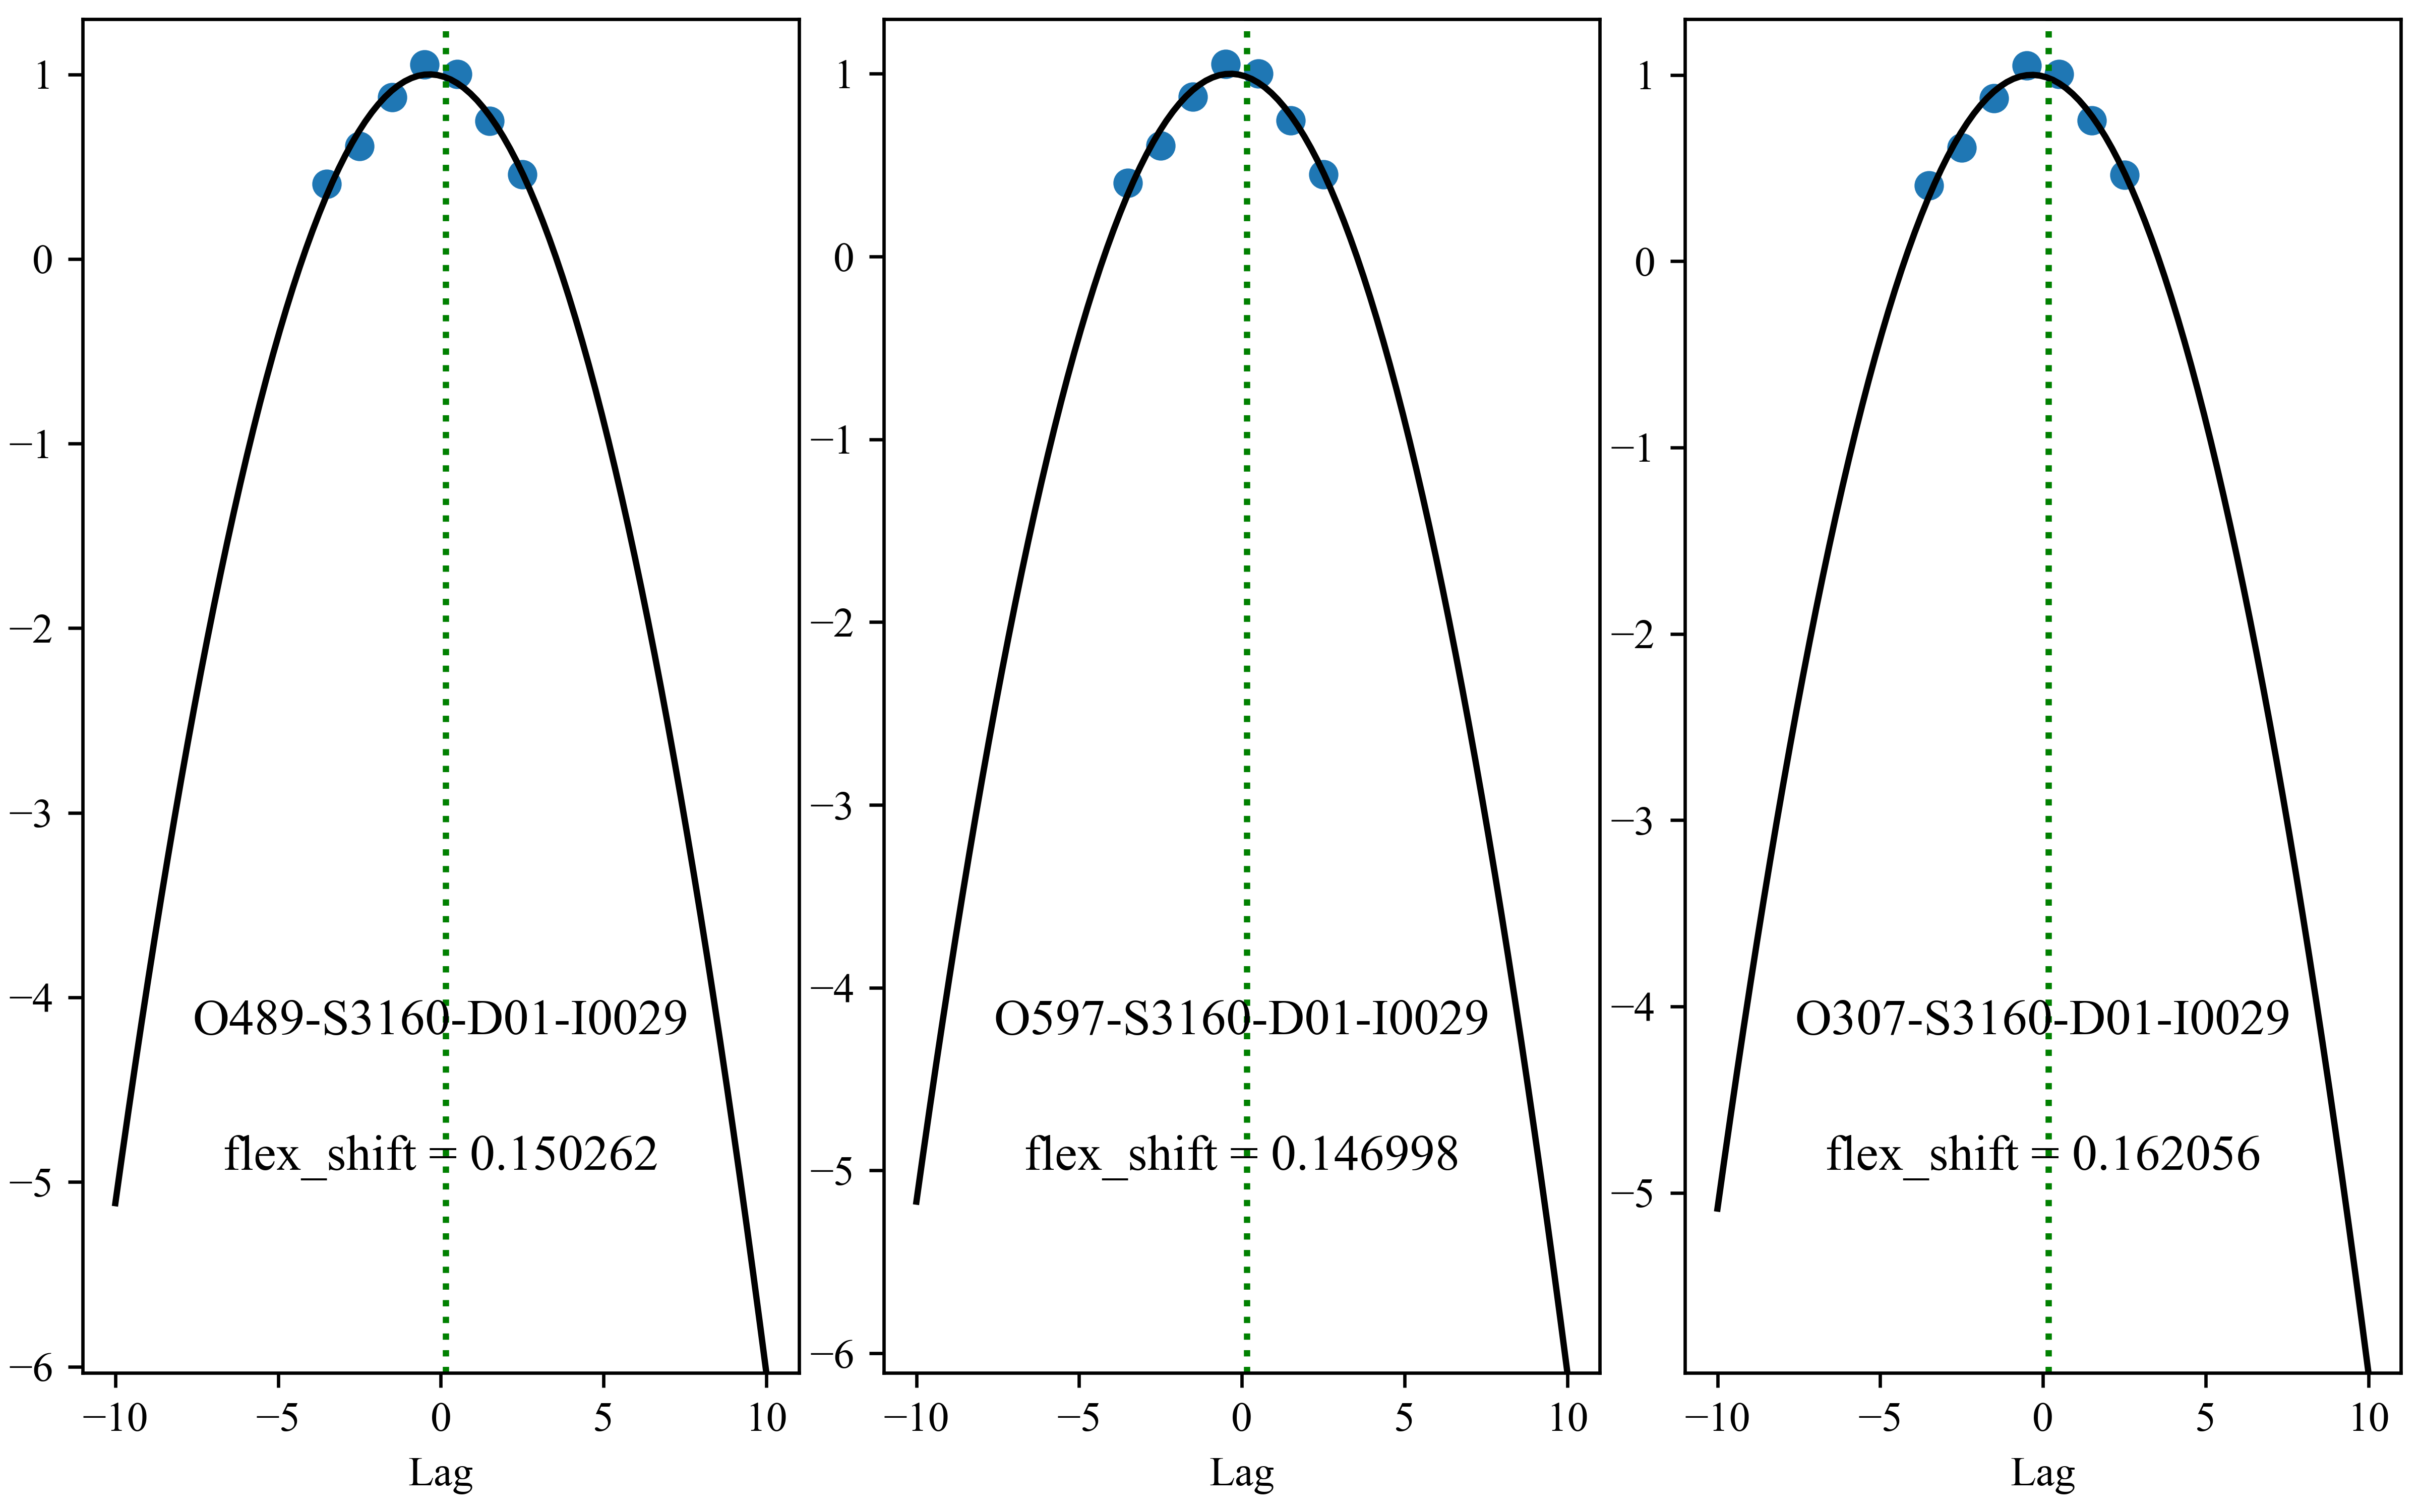 1
0
−1
−2
−3
−4
−5
−6
O489-S3160-D01-I0029
flex_shift = 0.150262
−10 −5 0 5 10
Lag
1
0
−1
−2
−3
−4
−5
−6
O597-S3160-D01-I0029
flex_shift = 0.146998
−10 −5 0 5 10
Lag
1
0
−1
−2
−3
−4
−5
O307-S3160-D01-I0029
flex_shift = 0.162056
−10 −5 0 5 10
Lag